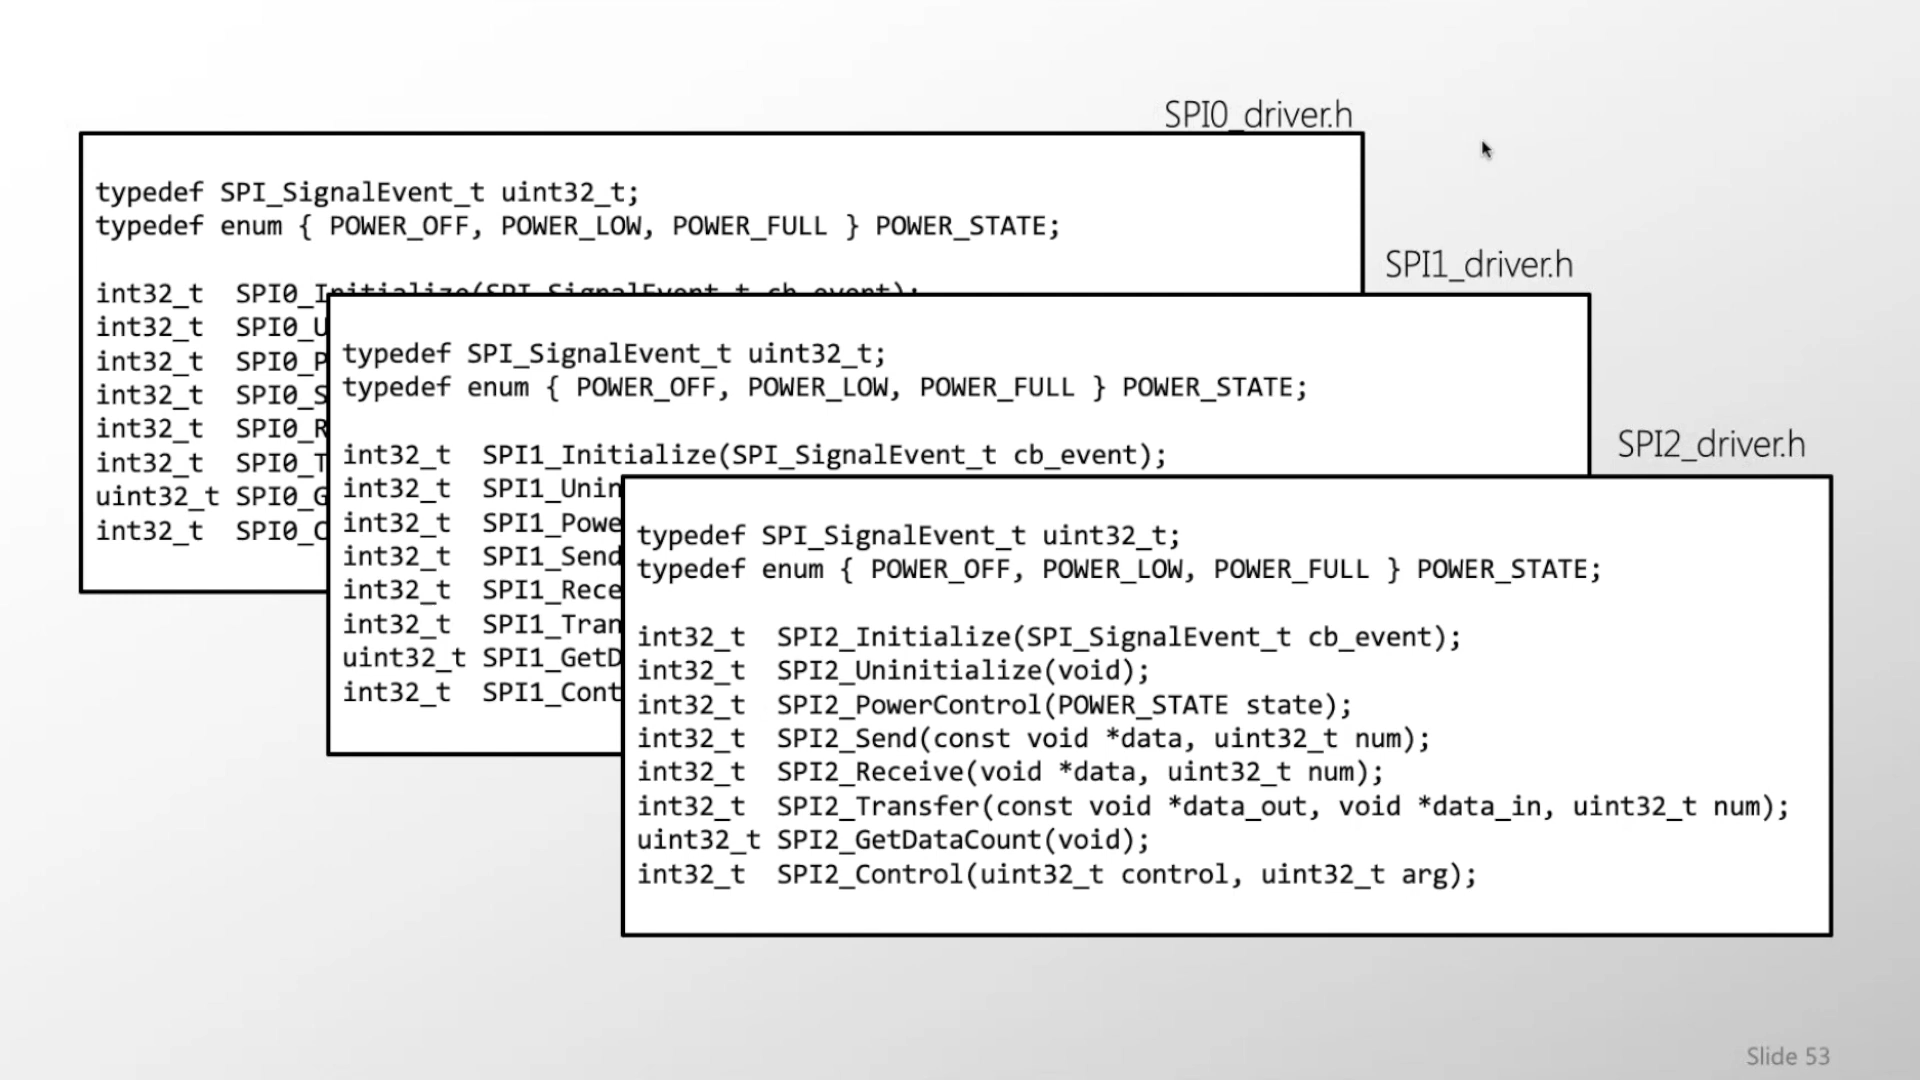 SPI0_driver.h
typedef SPI_SignalEvent_t uint32_t;
typedef enum { POWER_OFF, POWER_LOW, POWER_FULL } POWER_STATE;
int32_t  SPI0_Initialize(SPI_SignalEvent_t cb_event);
int32_t  SPI0_U
int32_t  SPI0_P
int32_t  SPI0_S
int32_t  SPI0_R
int32_t  SPI0_T
uint32_t SPI0_G
int32_t  SPI0_C
SPI1_driver.h
typedef SPI_SignalEvent_t uint32_t;
typedef enum { POWER_OFF, POWER_LOW, POWER_FULL } POWER_STATE;
int32_t  SPI1_Initialize(SPI_SignalEvent_t cb_event);
int32_t  SPI1_Unin
int32_t  SPI1_Powe
int32_t  SPI1_Send
int32_t  SPI1_Rece
int32_t  SPI1_Tran
uint32_t SPI1_GetD
int32_t  SPI1_Cont
SPI2_driver.h
typedef SPI_SignalEvent_t uint32_t;
typedef enum { POWER_OFF, POWER_LOW, POWER_FULL } POWER_STATE;
int32_t  SPI2_Initialize(SPI_SignalEvent_t cb_event);
int32_t  SPI2_Uninitialize(void);
int32_t  SPI2_PowerControl(POWER_STATE state);
int32_t  SPI2_Send(const void *data, uint32_t num);
int32_t  SPI2_Receive(void *data, uint32_t num);
int32_t  SPI2_Transfer(const void *data_out, void *data_in, uint32_t num);
uint32_t SPI2_GetDataCount(void);
int32_t  SPI2_Control(uint32_t control, uint32_t arg);
Slide 53